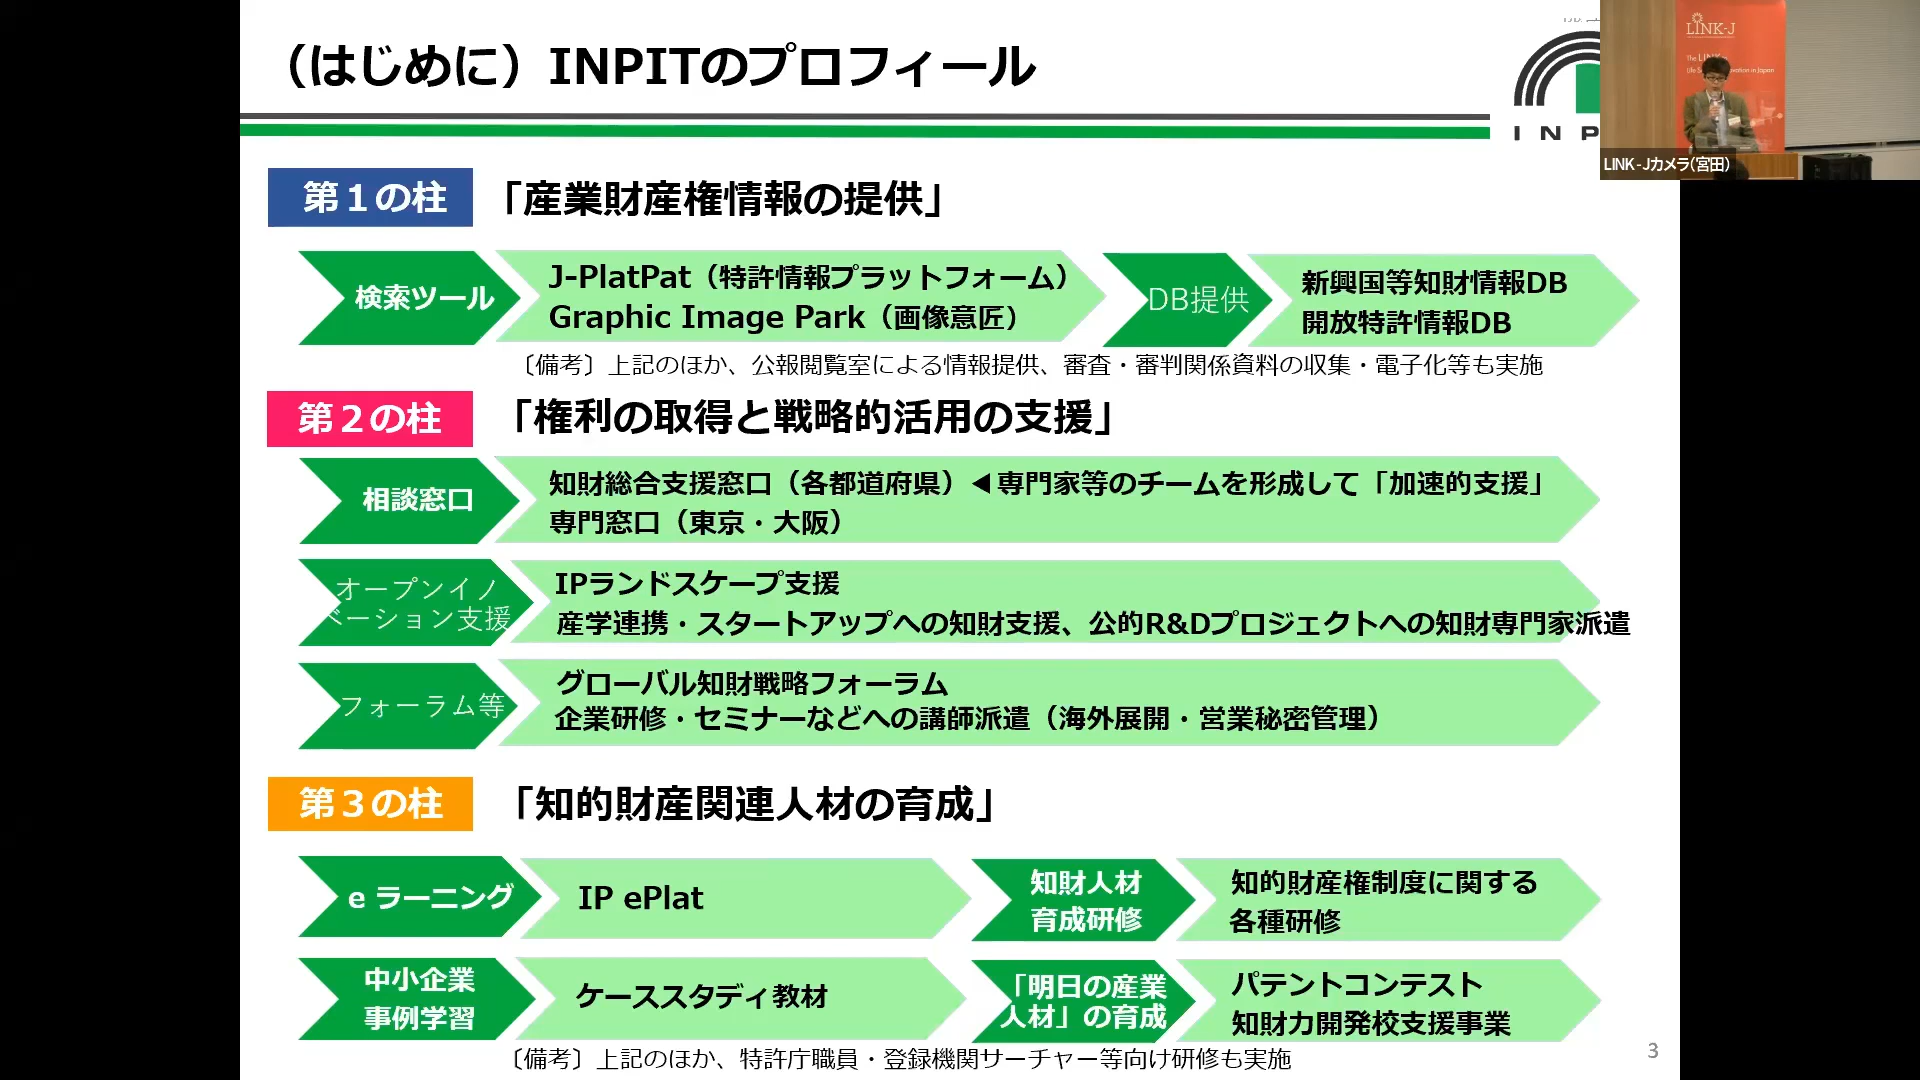 （はじめに）INPITのプロフィール
INP
LINK-J
The LINK-J
in Japan
LINK-Jカメラ(宮田)
第１の柱
「産業財産権情報の提供」
検索ツール
J-PlatPat（特許情報プラットフォーム）
Graphic Image Park（画像意匠）
DB提供
新興国等知財情報DB
開放特許情報DB
〔備考〕上記のほか、公報閲覧室による情報提供、審査・審判関係資料の収集・電子化等も実施
第２の柱
「権利の取得と戦略的活用の支援」
相談窓口
知財総合支援窓口（各都道府県）◀専門家等のチームを形成して「加速的支援」
専門窓口（東京・大阪）
オープンイノ
ベーション支援
IPランドスケープ支援
産学連携・スタートアップへの知財支援、公的R&Dプロジェクトへの知財専門家派遣
フォーラム等
グローバル知財戦略フォーラム
企業研修・セミナーなどへの講師派遣（海外展開・営業秘密管理）
第３の柱
「知的財産関連人材の育成」
e ラーニング
IP ePlat
知財人材
育成研修
知的財産権制度に関する
各種研修
中小企業
事例学習
ケーススタディ教材
「明日の産業
人材」の育成
パテントコンテスト
知財力開発校支援事業
〔備考〕上記のほか、特許庁職員・登録機関サーチャー等向け研修も実施
3